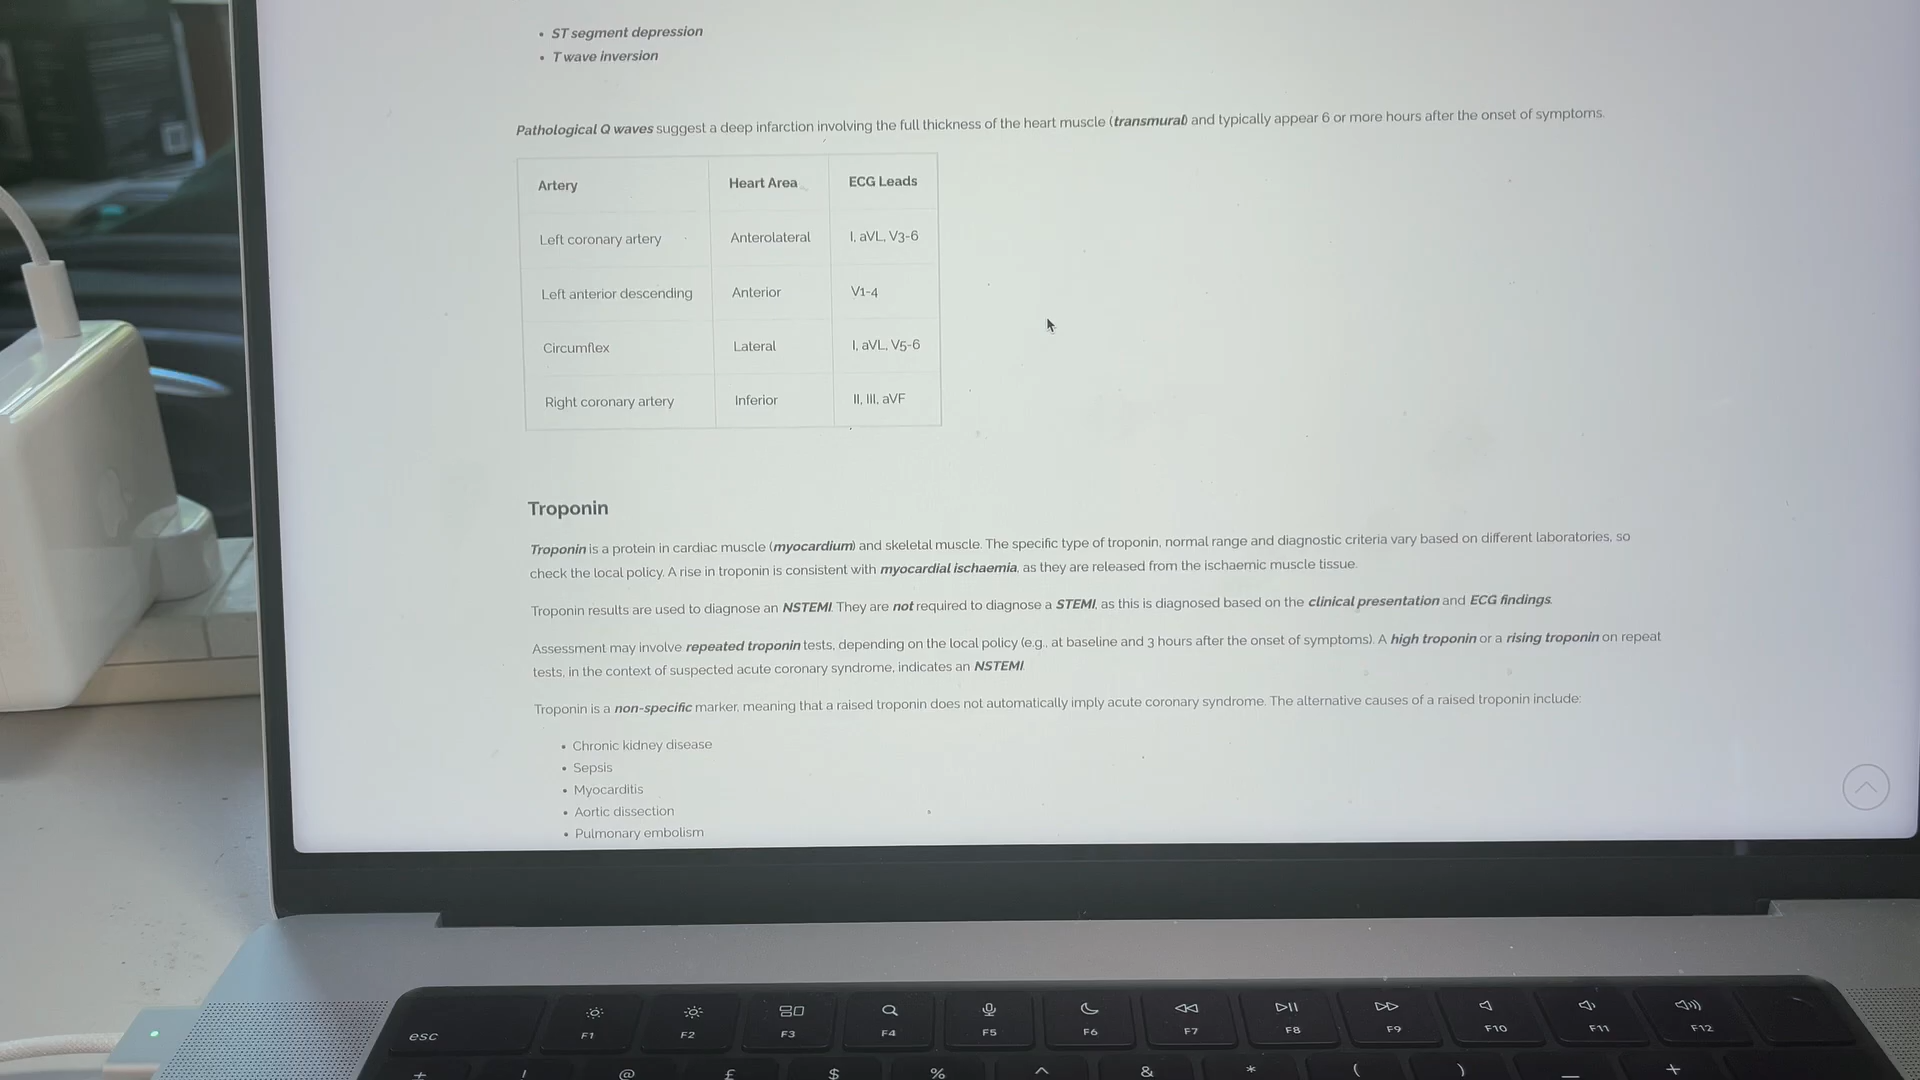 • ST segment depression
• T wave inversion
Pathological Q waves suggest a deep infarction involving the full thickness of the heart muscle (transmural) and typically appear 6 or more hours after the onset of symptoms.
Artery Heart Area ECG Leads
Left coronary artery Anterolateral I, aVL, V3-6
Left anterior descending Anterior V1-4
Circumflex Lateral I, aVL, V5-6
Right coronary artery Inferior II, III, aVF
Troponin
Troponin is a protein in cardiac muscle (myocardium) and skeletal muscle. The specific type of troponin, normal range and diagnostic criteria vary based on different laboratories, so
check the local policy. A rise in troponin is consistent with myocardial ischaemia, as they are released from the ischaemic muscle tissue.
Troponin results are used to diagnose an NSTEMI. They are not required to diagnose a STEMI, as this is diagnosed based on the clinical presentation and ECG findings.
Assessment may involve repeated troponin tests, depending on the local policy (e.g., at baseline and 3 hours after the onset of symptoms). A high troponin or a rising troponin on repeat
tests, in the context of suspected acute coronary syndrome, indicates an NSTEMI.
Troponin is a non-specific marker, meaning that a raised troponin does not automatically imply acute coronary syndrome. The alternative causes of a raised troponin include:
• Chronic kidney disease
• Sepsis
• Myocarditis
• Aortic dissection
• Pulmonary embolism
esc F1 F2 F3 F4 F5 F6 F7 F8 F9 F10 F11 F12
± ! @ £ $ % ^ & * ( ) _ +